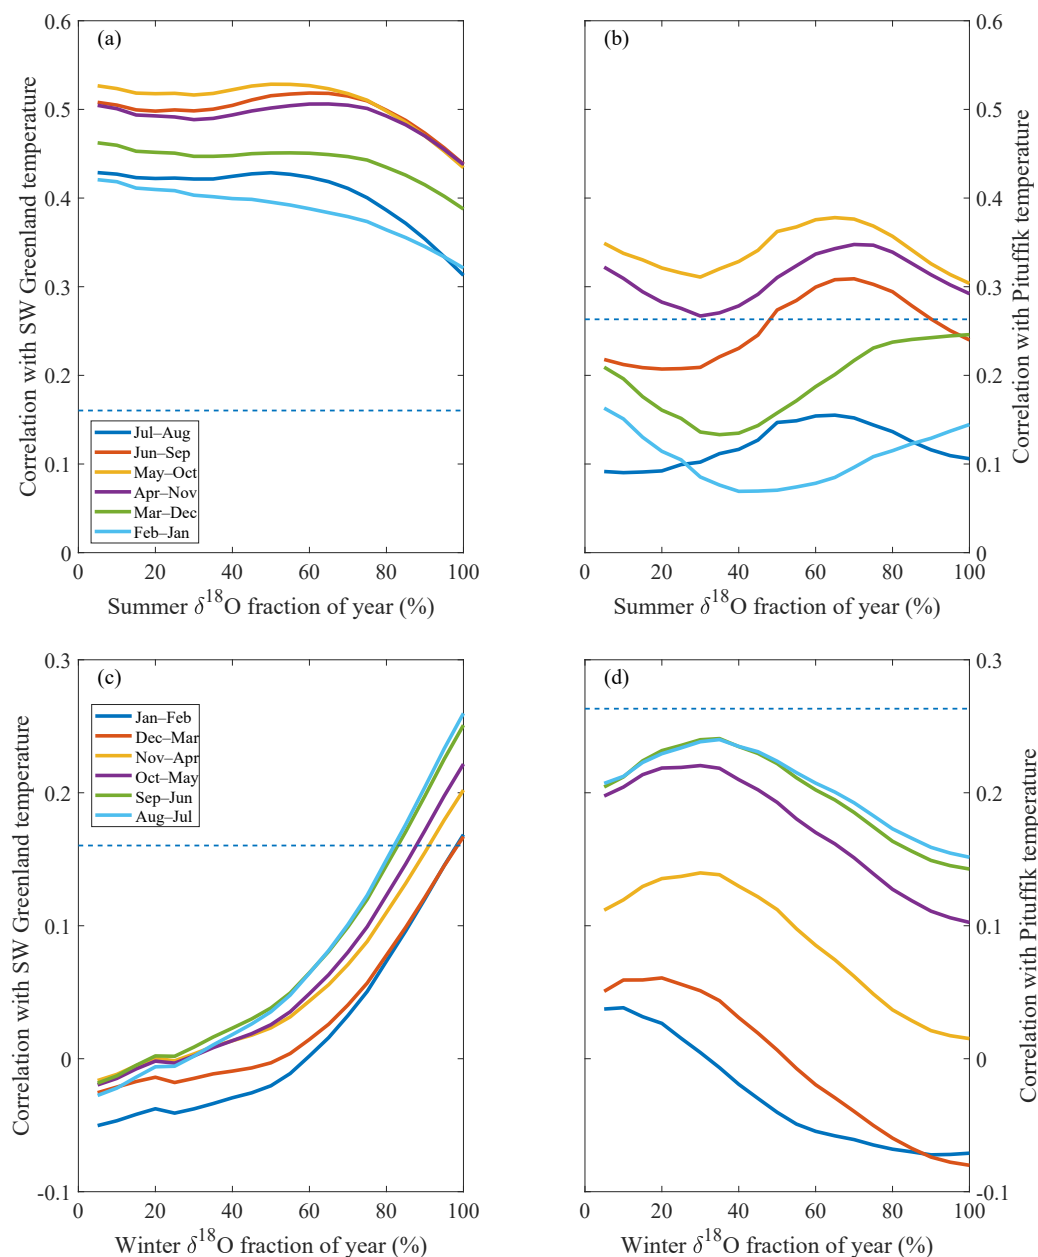 (a)
0.6
0.5
0.4
0.3
0.2
0.1
0
0
20
40
60
80
100
Correlation with SW Greenland temperature
Summer δ18O fraction of year (%)
Jul–Aug
Jun–Sep
May–Oct
Apr–Nov
Mar–Dec
Feb–Jan
(b)
0.6
0.5
0.4
0.3
0.2
0.1
0
0
20
40
60
80
100
Correlation with Pituffik temperature
Summer δ18O fraction of year (%)
(c)
0.3
0.2
0.1
0
-0.1
0
20
40
60
80
100
Correlation with SW Greenland temperature
Winter δ18O fraction of year (%)
Jan–Feb
Dec–Mar
Nov–Apr
Oct–May
Sep–Jun
Aug–Jul
(d)
0.3
0.2
0.1
0
-0.1
0
20
40
60
80
100
Correlation with Pituffik temperature
Winter δ18O fraction of year (%)